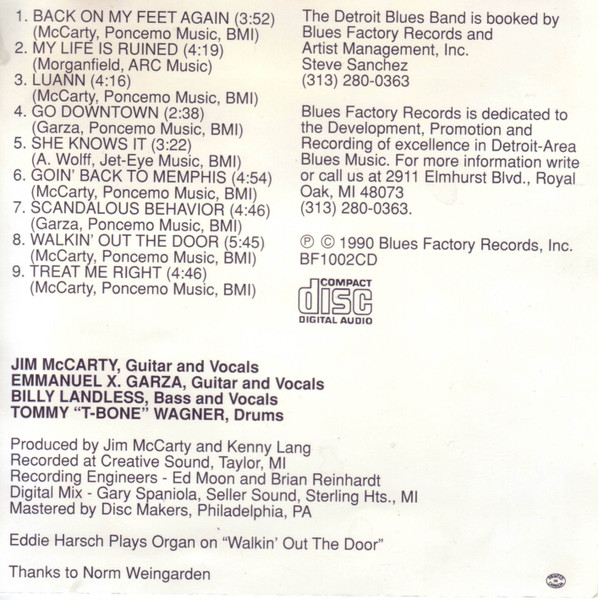 1. BACK ON MY FEET AGAIN (3:52)
(McCarty, Poncemo Music, BMI)
2. MY LIFE IS RUINED (4:19)
(Morganfield, ARC Music)
3. LUANN (4:16)
(McCarty, Poncemo Music, BMI)
4. GO DOWNTOWN (2:38)
(Garza, Poncemo Music, BMI)
5. SHE KNOWS IT (3:22)
(A. Wolff, Jet-Eye Music, BMI)
6. GOIN' BACK TO MEMPHIS (4:54)
(McCarty, Poncemo Music, BMI)
7. SCANDALOUS BEHAVIOR (4:46)
(Garza, Poncemo Music, BMI)
8. WALKIN' OUT THE DOOR (5:45)
(McCarty, Poncemo Music, BMI)
9. TREAT ME RIGHT (4:46)
(McCarty, Poncemo Music, BMI)
The Detroit Blues Band is booked by
Blues Factory Records and
Artist Management, Inc.
Steve Sanchez
(313) 280-0363
Blues Factory Records is dedicated to
the Development, Promotion and
Recording of excellence in Detroit-Area
Blues Music. For more information write
or call us at 2911 Elmhurst Blvd., Royal
Oak, MI 48073
(313) 280-0363.
℗ © 1990 Blues Factory Records, Inc.
BF1002CD
COMPACT
disc
DIGITAL AUDIO
JIM McCARTY, Guitar and Vocals
EMMANUEL X. GARZA, Guitar and Vocals
BILLY LANDLESS, Bass and Vocals
TOMMY "T-BONE" WAGNER, Drums
Produced by Jim McCarty and Kenny Lang
Recorded at Creative Sound, Taylor, MI
Recording Engineers - Ed Moon and Brian Reinhardt
Digital Mix - Gary Spaniola, Seller Sound, Sterling Hts., MI
Mastered by Disc Makers, Philadelphia, PA
Eddie Harsch Plays Organ on "Walkin' Out The Door"
Thanks to Norm Weingarden